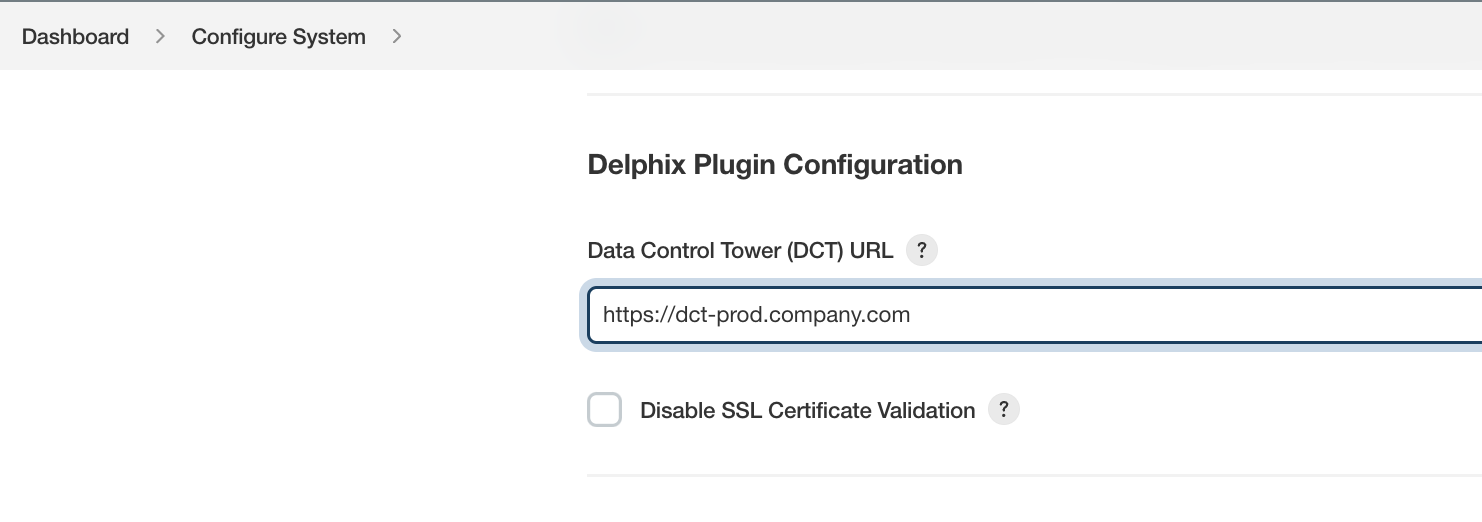 Dashboard > Configure System >
Delphix Plugin Configuration
Data Control Tower (DCT) URL ?
https://dct-prod.company.com
Disable SSL Certificate Validation ?